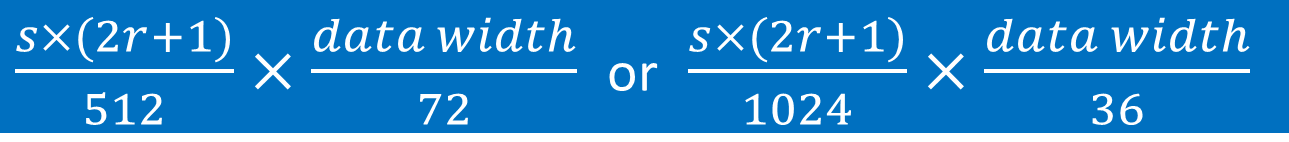 s×(2r+1)/512 × data width/72 or s×(2r+1)/1024 × data width/36